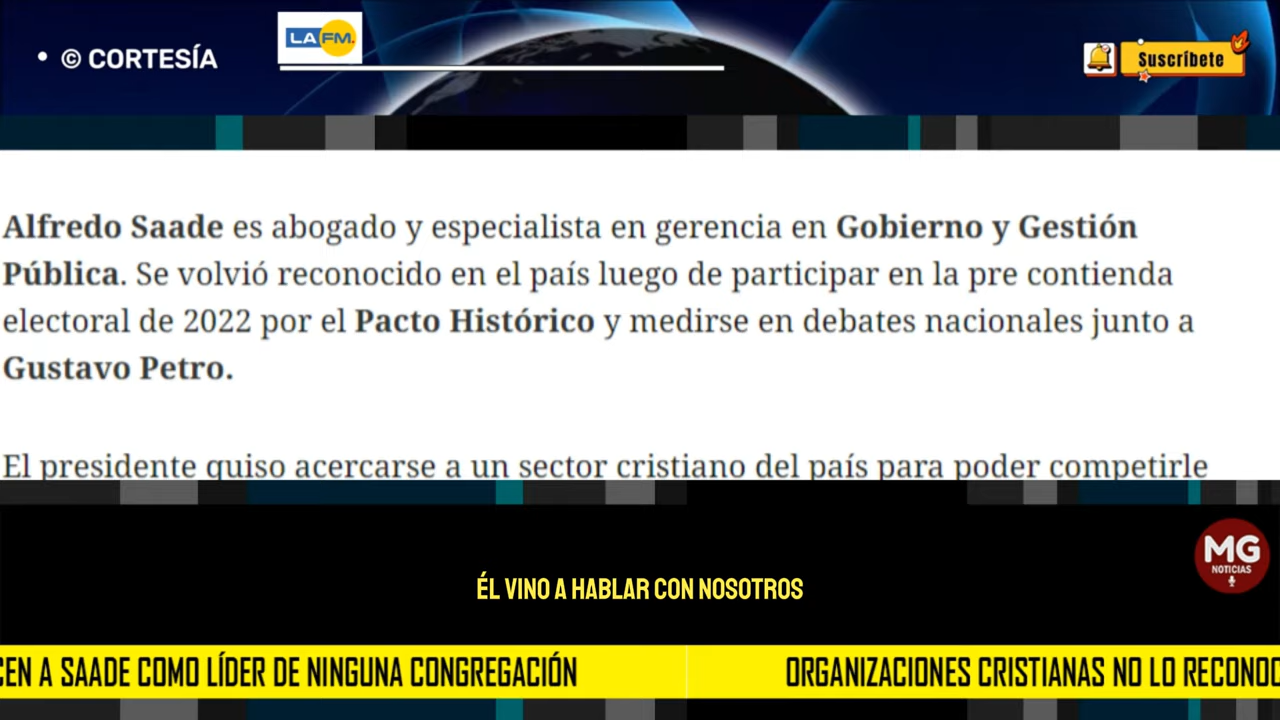 • © CORTESÍA
LA FM.
Suscríbete
Alfredo Saade es abogado y especialista en gerencia en Gobierno y Gestión
Pública. Se volvió reconocido en el país luego de participar en la pre contienda
electoral de 2022 por el Pacto Histórico y medirse en debates nacionales junto a
Gustavo Petro.
El presidente quiso acercarse a un sector cristiano del país para poder competirle
MG
NOTICIAS
ÉL VINO A HABLAR CON NOSOTROS
CEN A SAADE COMO LÍDER DE NINGUNA CONGREGACIÓN
ORGANIZACIONES CRISTIANAS NO LO RECONOC